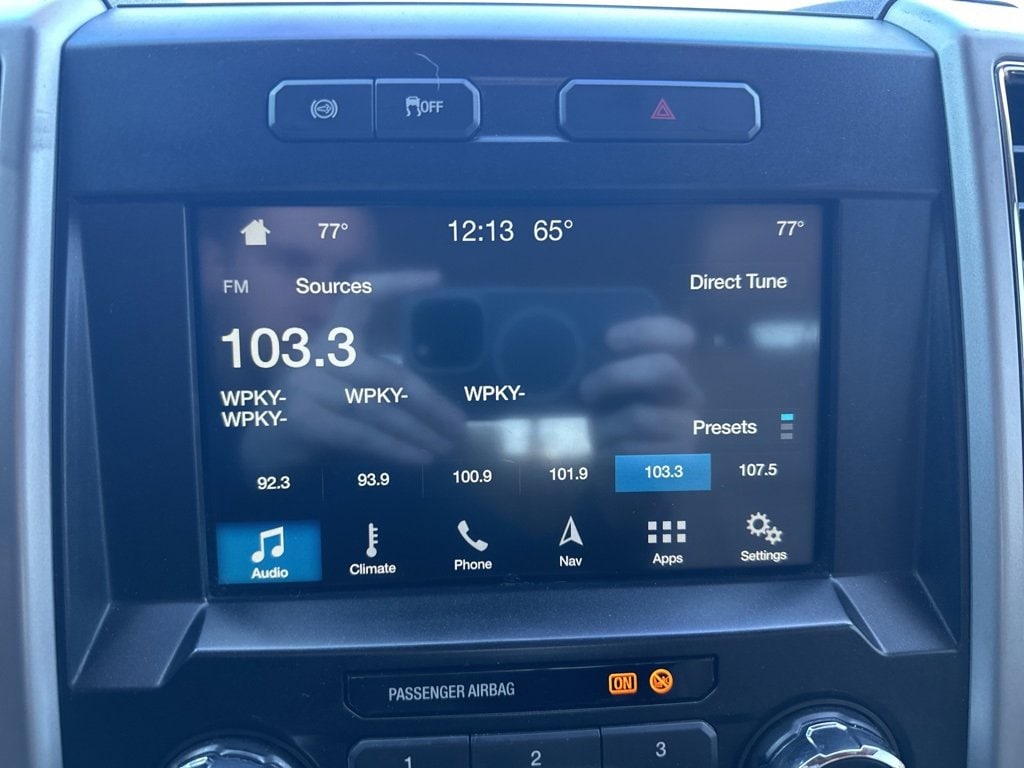 OFF
77° 12:13 65° 77°
FM Sources Direct Tune
103.3
WPKY- WPKY- WPKY-
WPKY-
Presets
92.3 93.9 100.9 101.9 103.3 107.5
Audio Climate Phone Nav Apps Settings
PASSENGER AIRBAG ON
1 2 3